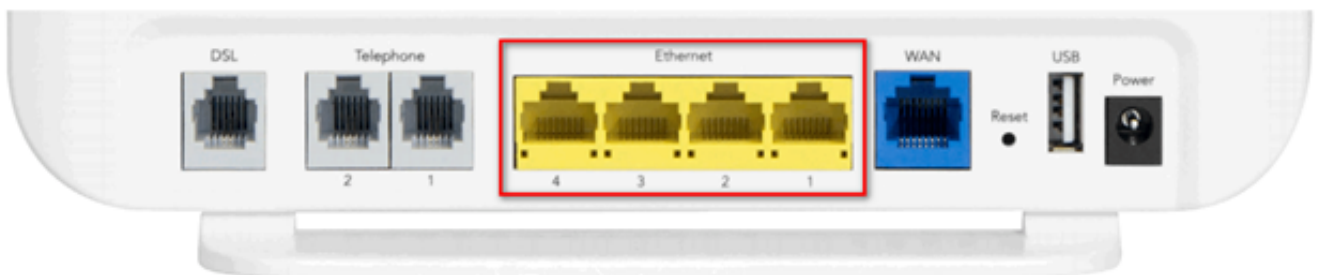 DSL Telephone Ethernet WAN USB
Power
Reset
2 1 4 3 2 1